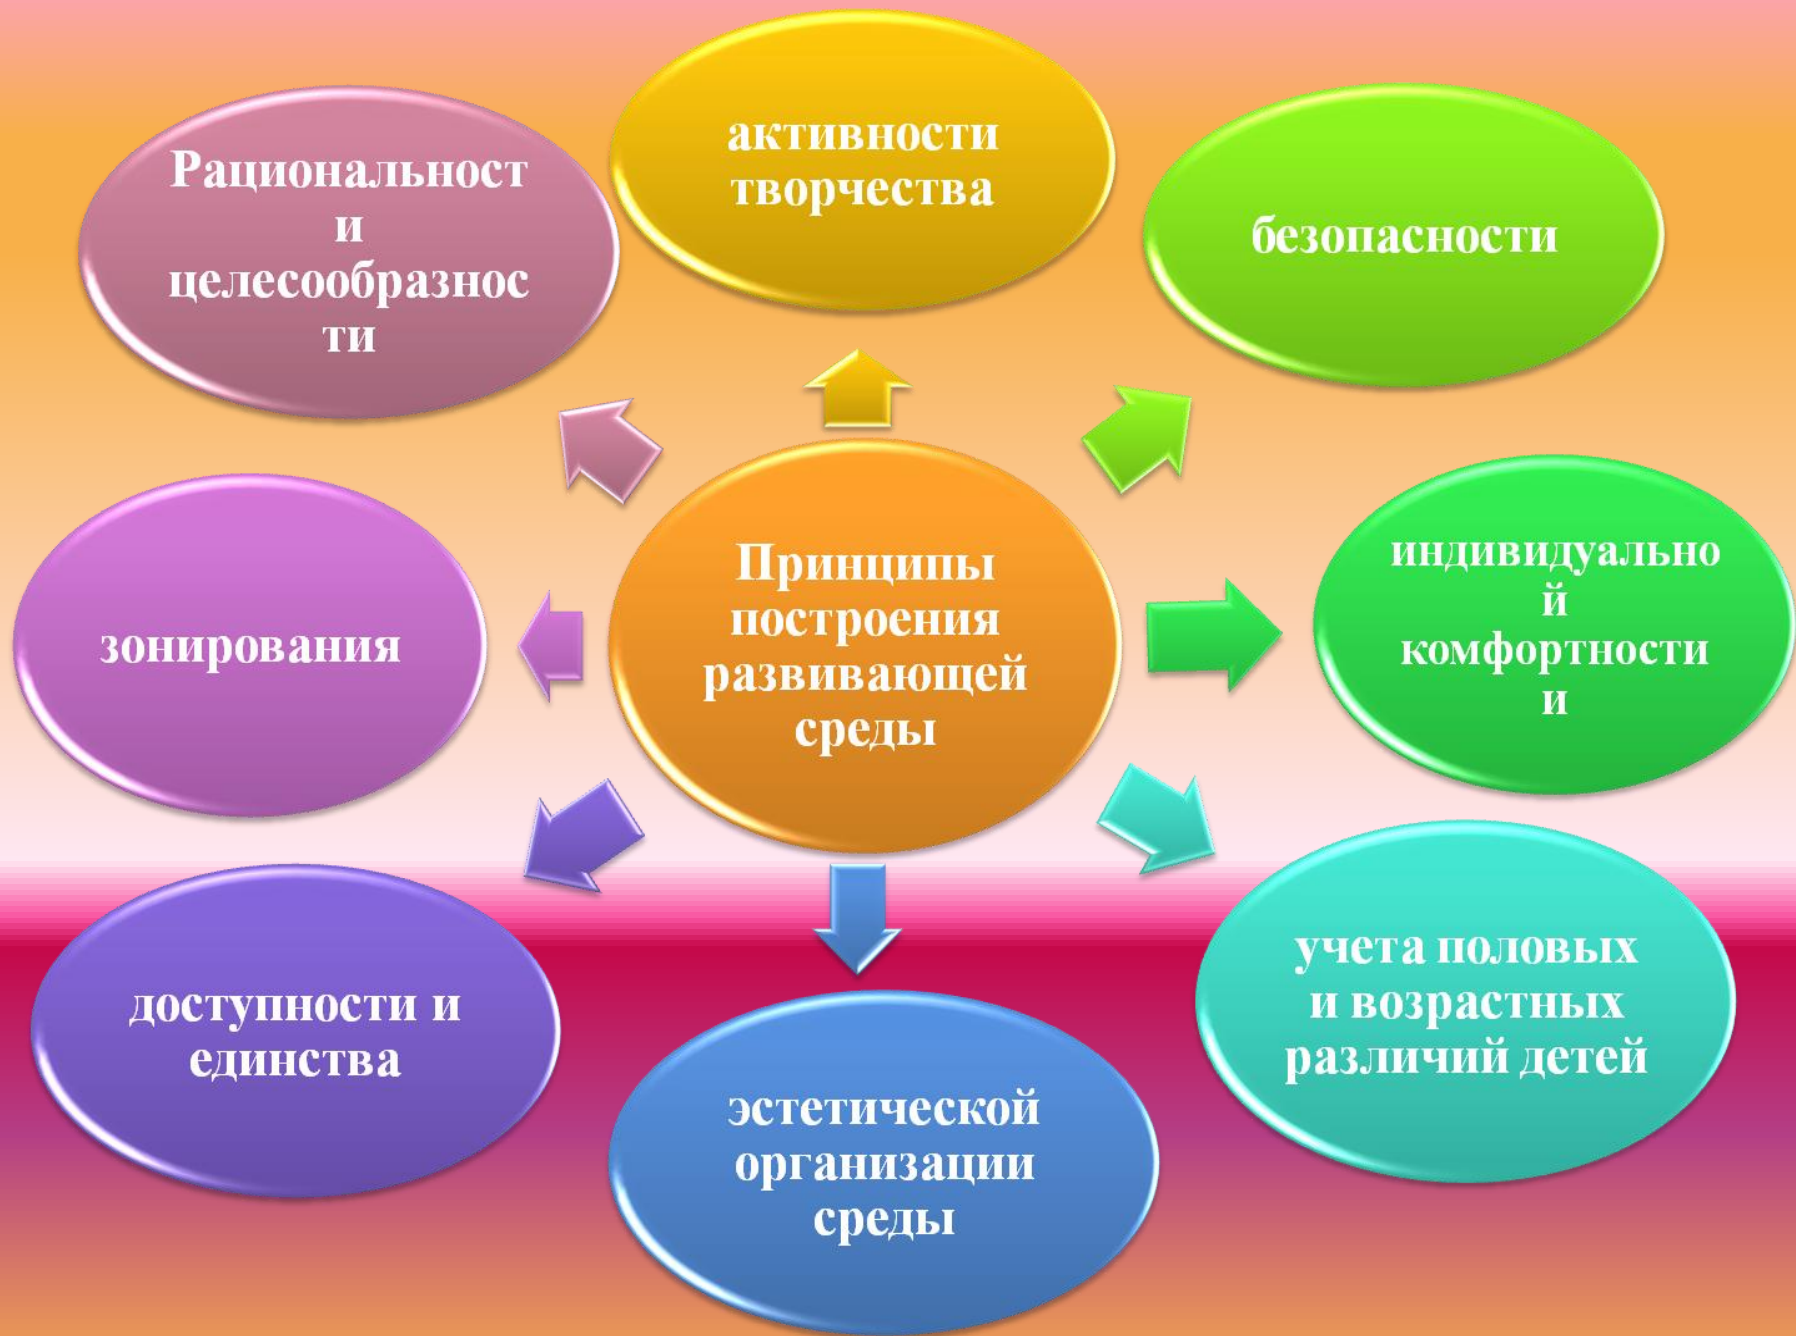 активности
творчества
Рациональност
и
целесообразнос
ти
безопасности
индивидуально
й
комфортности
и
Принципы
построения
развивающей
среды
зонирования
учета половых
и возрастных
различий детей
доступности и
единства
эстетической
организации
среды